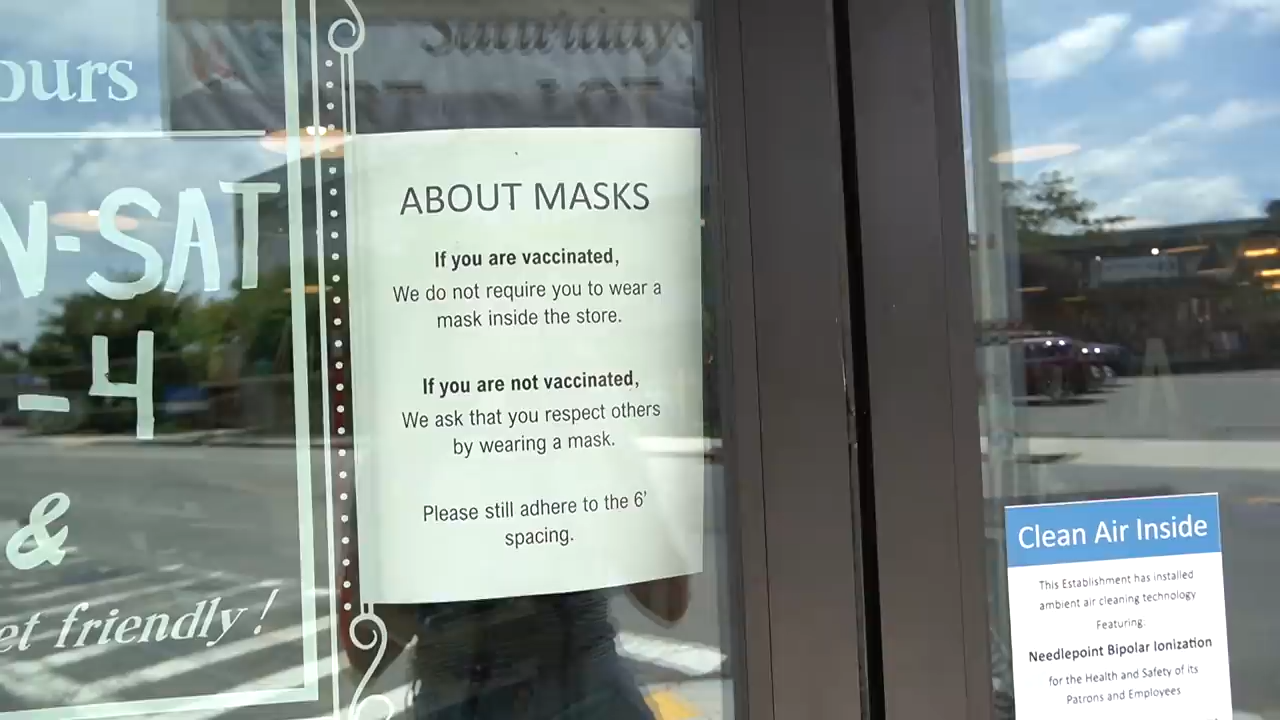 ours
N-SAT
-4
&
et friendly!
Saturday
ABOUT MASKS
If you are vaccinated,
We do not require you to wear a
mask inside the store.
If you are not vaccinated,
We ask that you respect others
by wearing a mask.
Please still adhere to the 6'
spacing.
Clean Air Inside
This Establishment has installed
ambient air cleaning technology
Featuring:
Needlepoint Bipolar Ionization
for the Health and Safety of its
Patrons and Employees